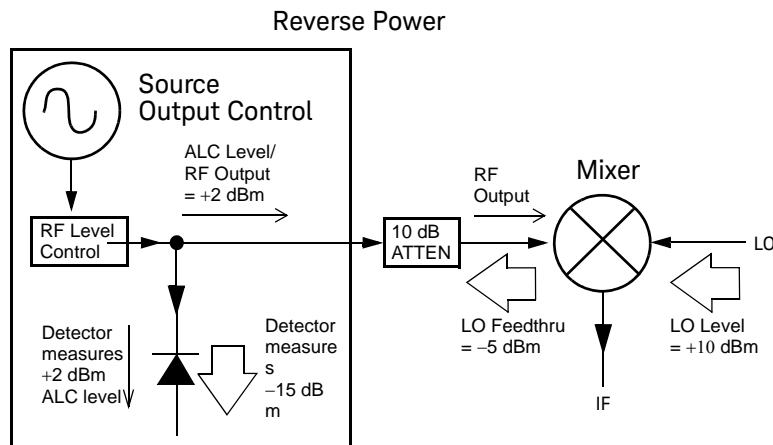 Reverse Power
Source
Output Control
ALC Level/
RF Output
= +2 dBm
RF Level
Control
Detector
measures
+2 dBm
ALC level
Detector
measure
s
−15 dB
m
10 dB
ATTEN
RF
Output
Mixer
LO
LO Feedthru
= −5 dBm
LO Level
= +10 dBm
IF